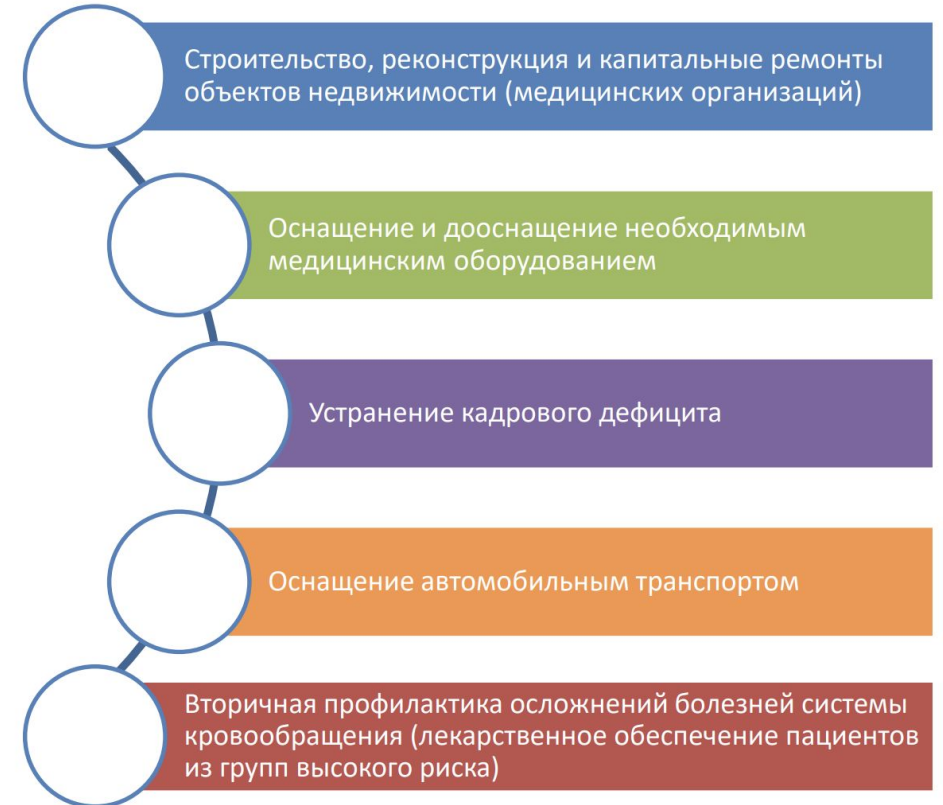 Строительство, реконструкция и капитальные ремонты
объектов недвижимости (медицинских организаций)
Оснащение и дооснащение необходимым
медицинским оборудованием
Устранение кадрового дефицита
Оснащение автомобильным транспортом
Вторичная профилактика осложнений болезней системы
кровообращения (лекарственное обеспечение пациентов
из групп высокого риска)